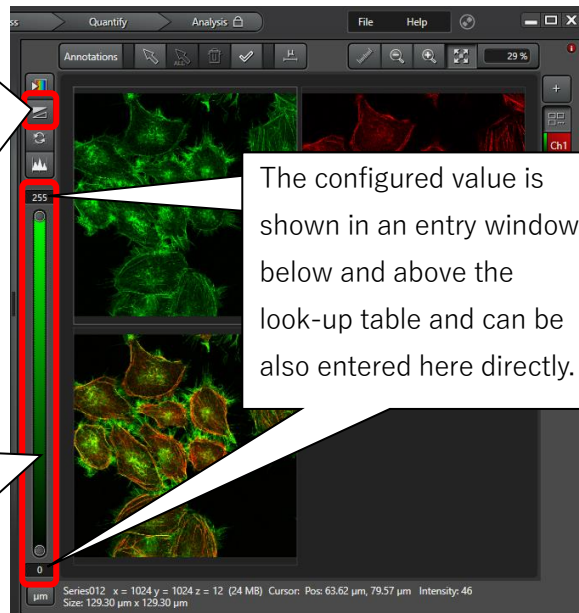 ss Quantify Analysis File Help
Annotations ALL µ 29 %
+
Ch1
255
The configured value is
shown in an entry window
below and above the
look-up table and can be
also entered here directly.
0
µm Series012 x = 1024 y = 1024 z = 12 (24 MB) Cursor: Pos: 63.62 µm, 79.57 µm Intensity: 46
Size: 129.30 µm x 129.30 µm